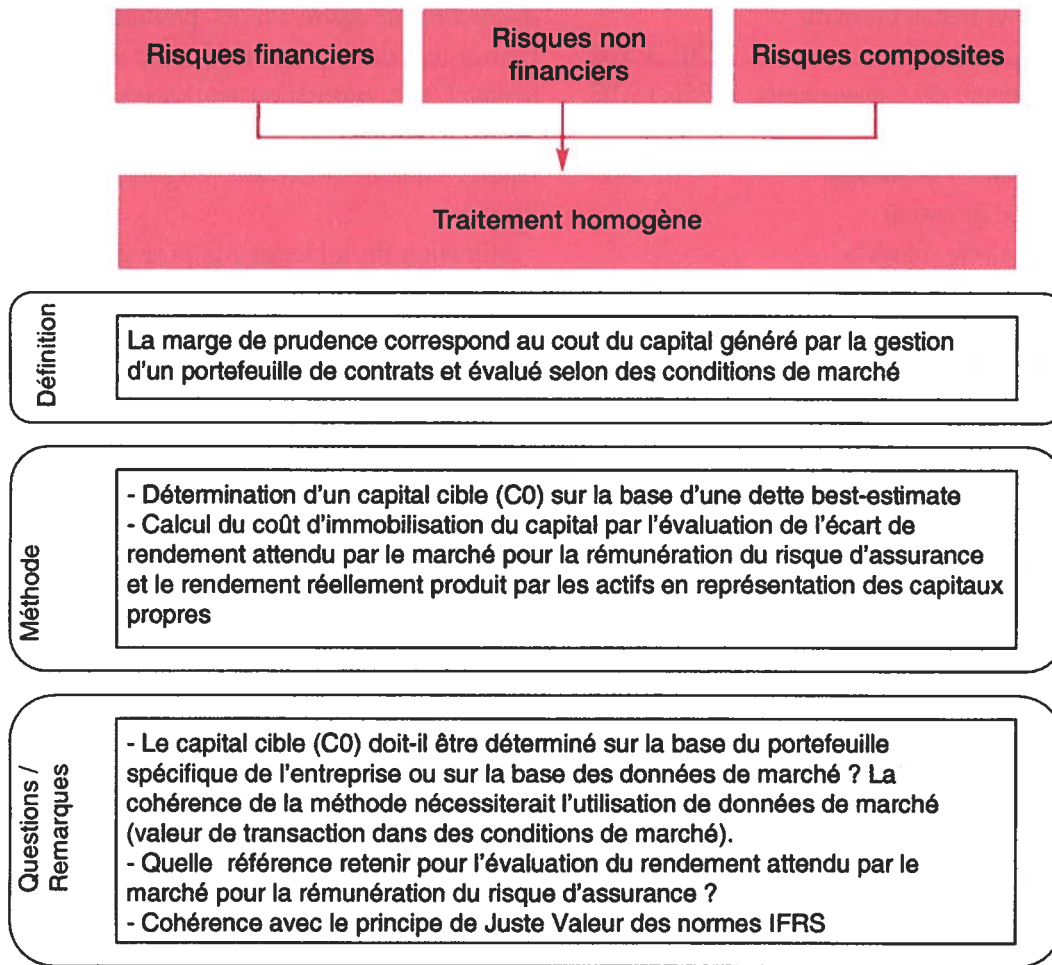 Risques financiers
Risques non
financiers
Risques composites
Traitement homogène
Définition
La marge de prudence correspond au cout du capital généré par la gestion
d'un portefeuille de contrats et évalué selon des conditions de marché
Méthode
- Détermination d'un capital cible (C0) sur la base d'une dette best-estimate
- Calcul du coût d'immobilisation du capital par l'évaluation de l'écart de
rendement attendu par le marché pour la rémunération du risque d'assurance
et le rendement réellement produit par les actifs en représentation des capitaux
propres
Questions /
Remarques
- Le capital cible (C0) doit-il être déterminé sur la base du portefeuille
spécifique de l'entreprise ou sur la base des données de marché ? La
cohérence de la méthode nécessiterait l'utilisation de données de marché
(valeur de transaction dans des conditions de marché).
- Quelle référence retenir pour l'évaluation du rendement attendu par le
marché pour la rémunération du risque d'assurance ?
- Cohérence avec le principe de Juste Valeur des normes IFRS